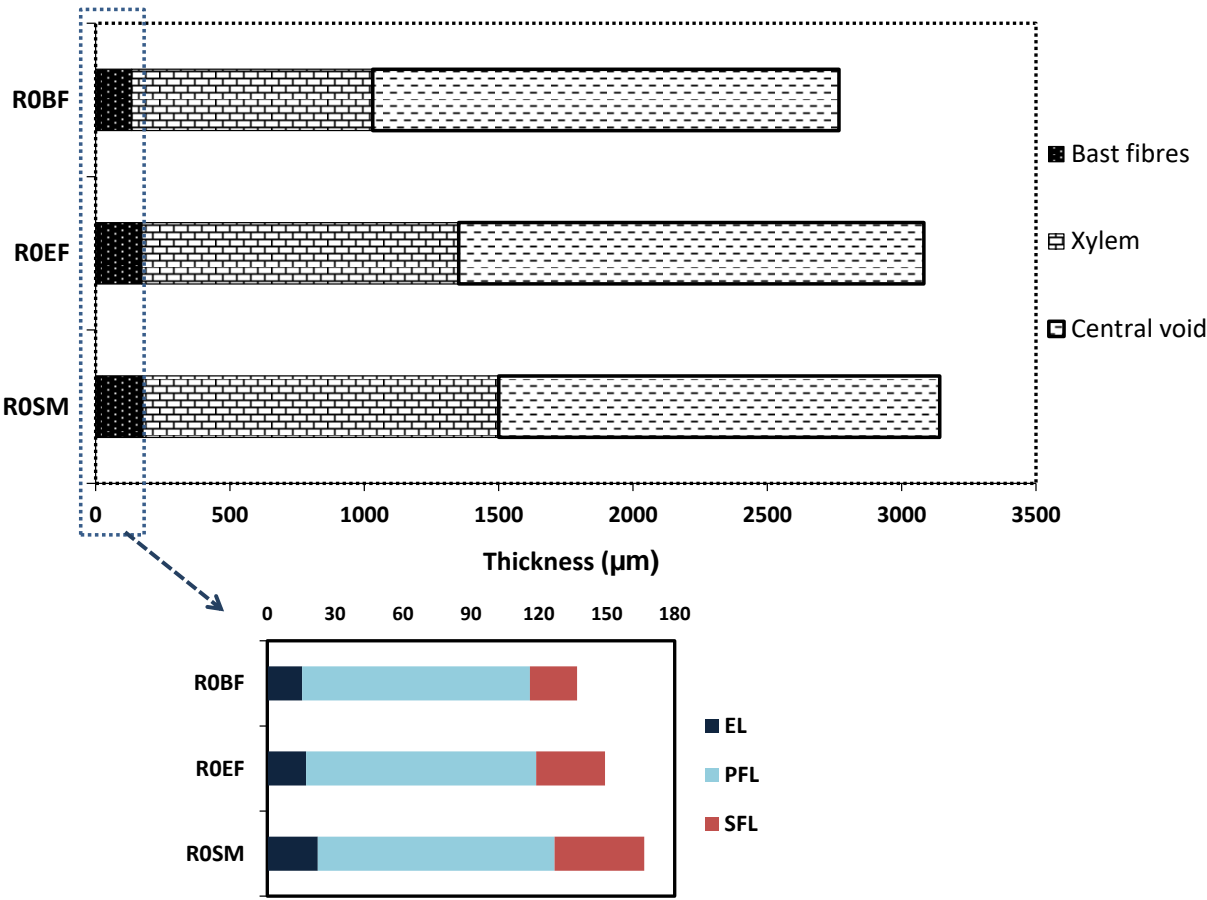 R0BF
R0EF
R0SM
Bast fibres
Xylem
Central void
0 500 1000 1500 2000 2500 3000 3500
Thickness (µm)
0 30 60 90 120 150 180
R0BF
R0EF
R0SM
EL
PFL
SFL